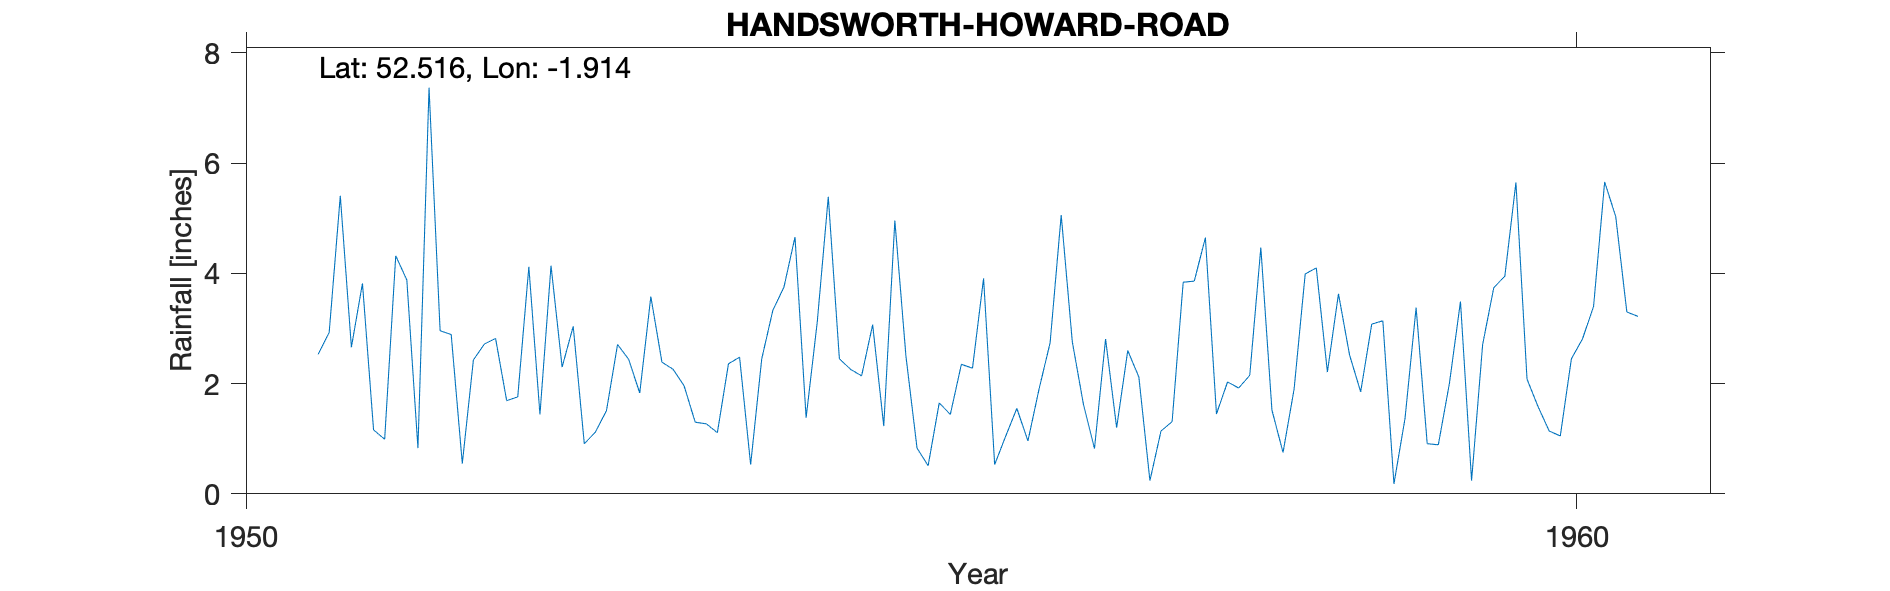 HANDSWORTH-HOWARD-ROAD
Lat: 52.516, Lon: -1.914
8
6
4
2
0
Rainfall [inches]
1950
1960
Year